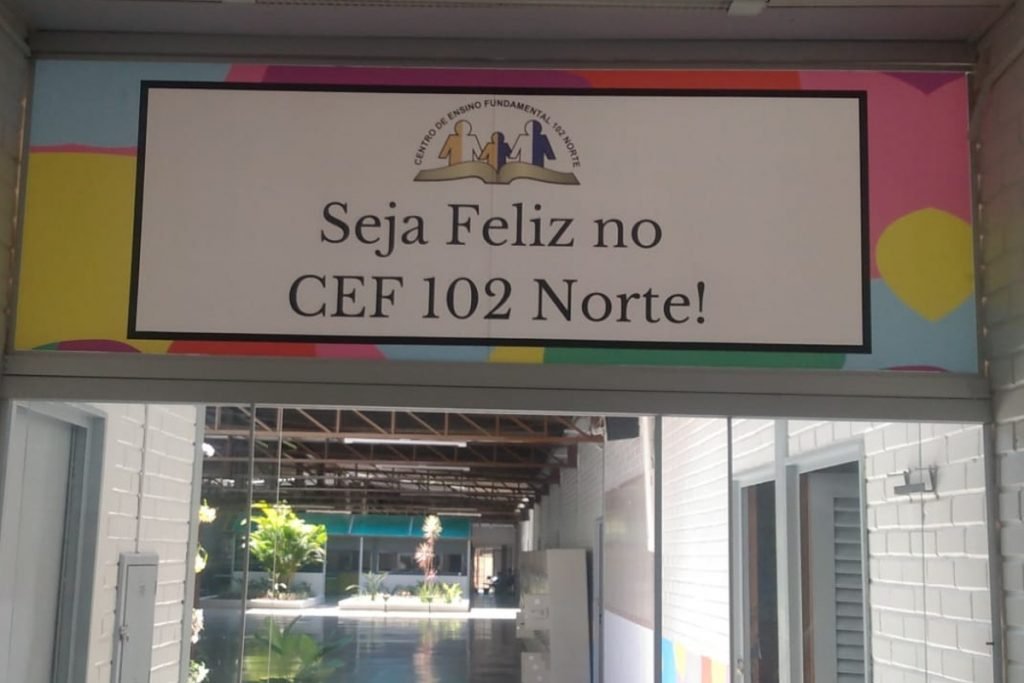 CENTRO DE ENSINO FUNDAMENTAL 102 NORTE
Seja Feliz no
CEF 102 Norte!